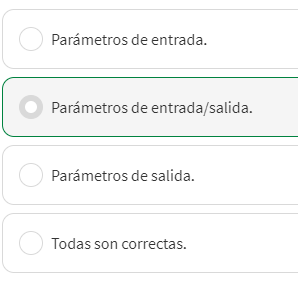 Parámetros de entrada.
Parámetros de entrada/salida.
Parámetros de salida.
Todas son correctas.